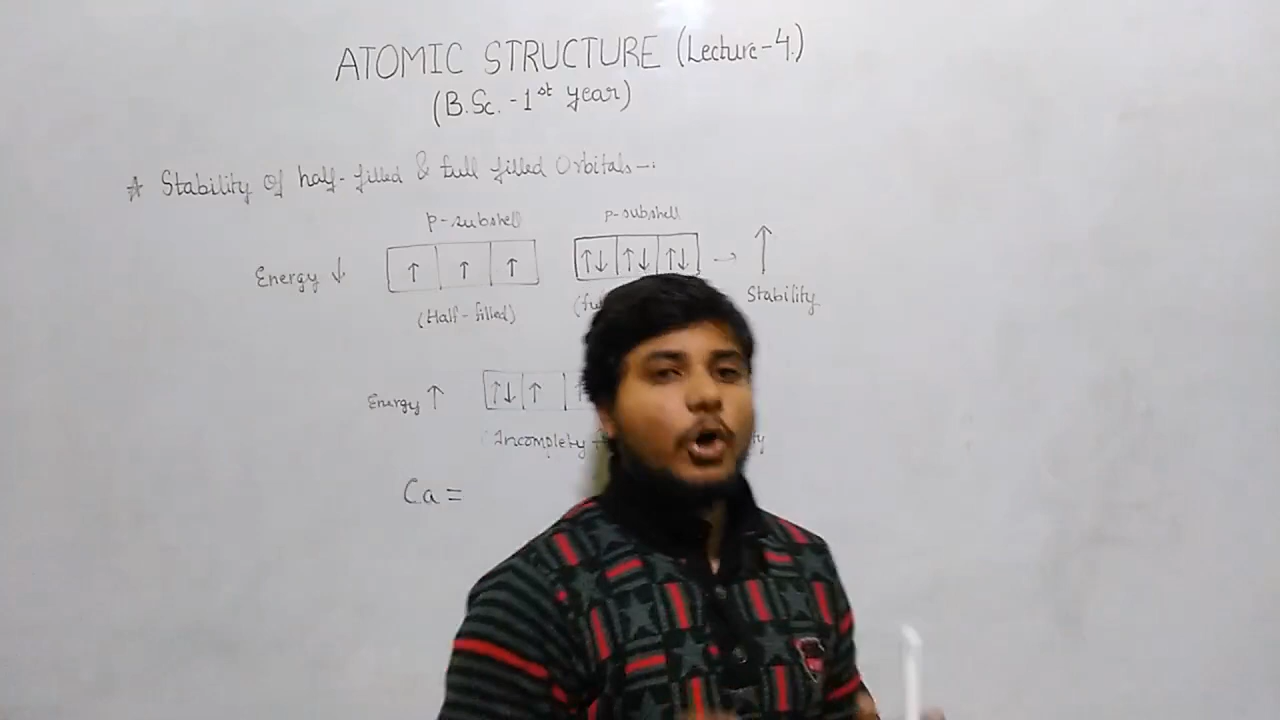 ATOMIC STRUCTURE (Lecture-4.)
(B.Sc. - 1st year)
☆ Stability of half-filled & full filled Orbitals-:
p-subshell p-subshell
Energy ↓ ↑ ↑ ↑ ↑↓ ↑↓ ↑↓ → ↑
(Half-filled) Stability
Energy ↑ ↑↓ ↑
Incomplety
Ca =